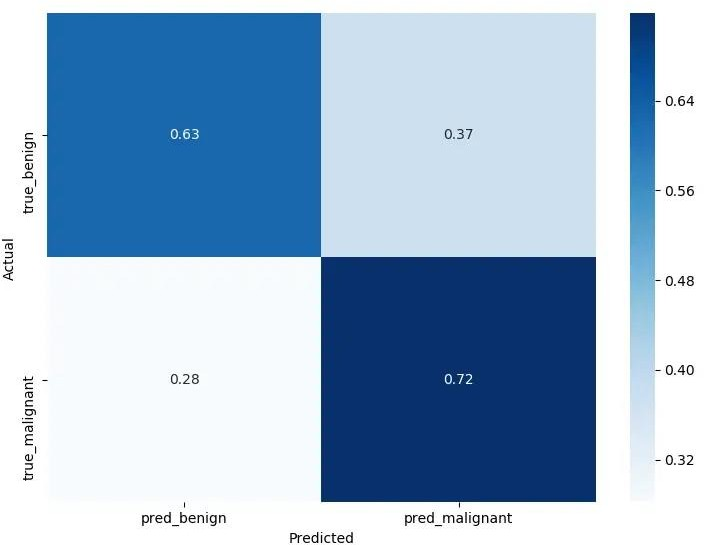 0.63 0.37
0.28 0.72
true_benign
true_malignant
Actual
pred_benign pred_malignant
Predicted
0.64
0.56
0.48
0.40
0.32